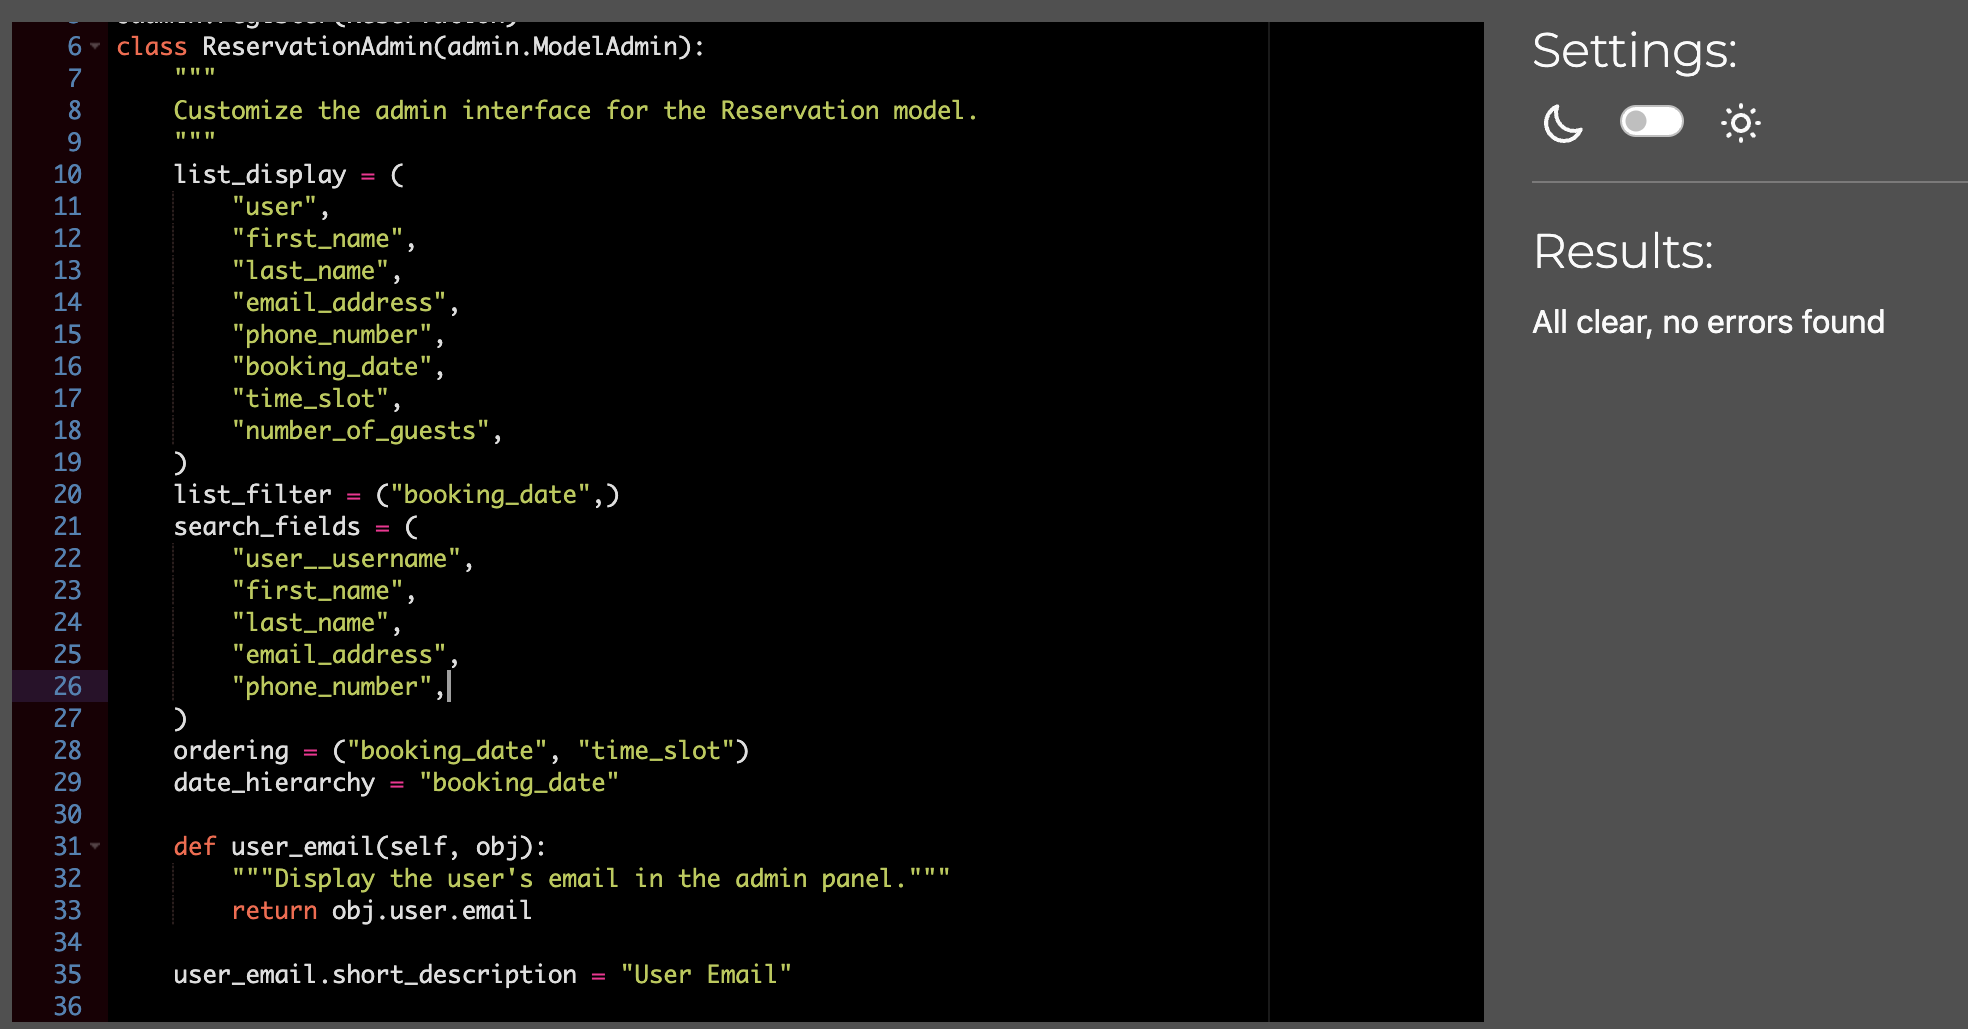 6 class ReservationAdmin(admin.ModelAdmin):
7     """
8     Customize the admin interface for the Reservation model.
9     """
10     list_display = (
11         "user",
12         "first_name",
13         "last_name",
14         "email_address",
15         "phone_number",
16         "booking_date",
17         "time_slot",
18         "number_of_guests",
19     )
20     list_filter = ("booking_date",)
21     search_fields = (
22         "user__username",
23         "first_name",
24         "last_name",
25         "email_address",
26         "phone_number",
27     )
28     ordering = ("booking_date", "time_slot")
29     date_hierarchy = "booking_date"
30
31     def user_email(self, obj):
32         """Display the user's email in the admin panel."""
33         return obj.user.email
34
35     user_email.short_description = "User Email"
36
Settings:
Results:
All clear, no errors found